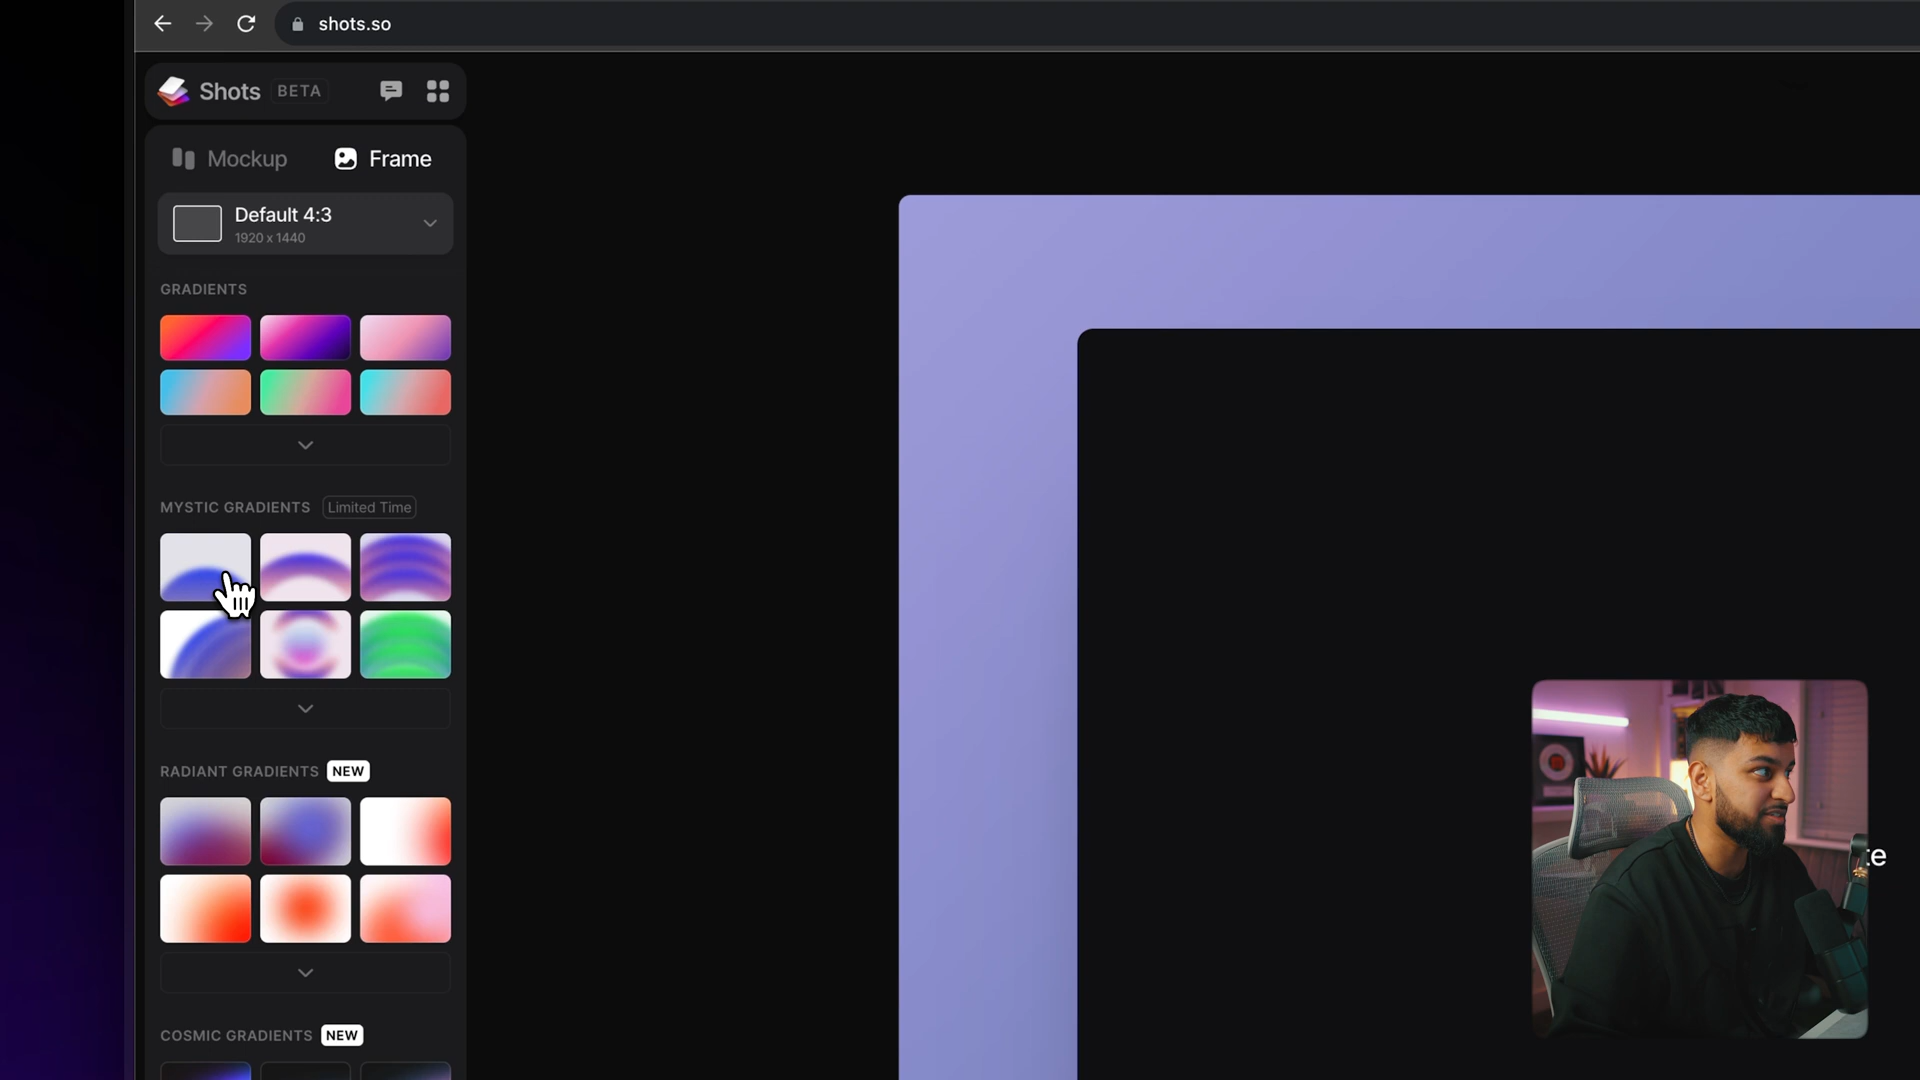 shots.so
Shots BETA
Mockup Frame
Default 4:3
1920 x 1440
GRADIENTS
MYSTIC GRADIENTS Limited Time
RADIANT GRADIENTS NEW
te
COSMIC GRADIENTS NEW